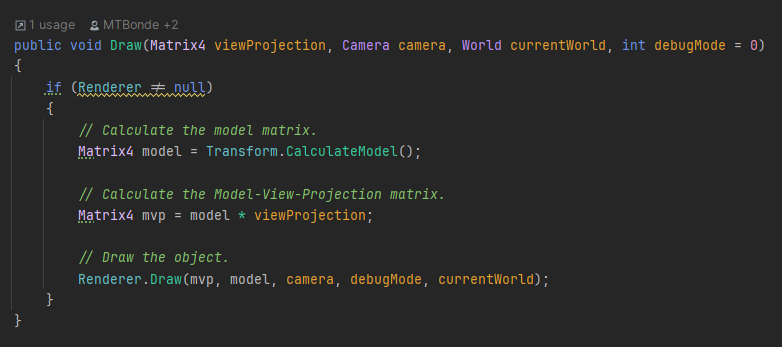 1 usage MTBonde +2
public void Draw(Matrix4 viewProjection, Camera camera, World currentWorld, int debugMode = 0)
{
if (Renderer ≠ null)
{
// Calculate the model matrix.
Matrix4 model = Transform.CalculateModel();
// Calculate the Model-View-Projection matrix.
Matrix4 mvp = model * viewProjection;
// Draw the object.
Renderer.Draw(mvp, model, camera, debugMode, currentWorld);
}
}